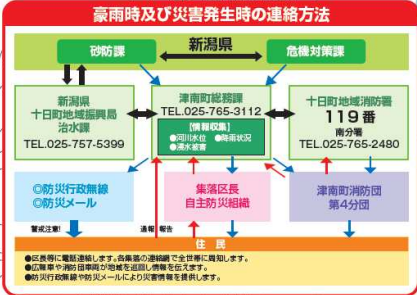 豪雨時及び災害発生時の連絡方法
新潟県
砂防課
危機対策課
新潟県
十日町地域振興局
治水課
TEL.025-757-5399
津南町総務課
TEL.025-765-3112
【情報収集】
●河川水位 ●降雨状況
●湧水被害
十日町地域消防署
119番
南分署
TEL.025-765-2480
◎防災行政無線
◎防災メール
集落区長
自主防災組織
津南町消防団
第4分団
警戒注意!
通報・報告
住民
●区長等に電話連絡します。各集落の連絡網で全世帯に周知します。
●広報車や消防団車両が地域を巡回し情報を伝えます。
●防災行政無線や防災メールにより災害情報を提供します。